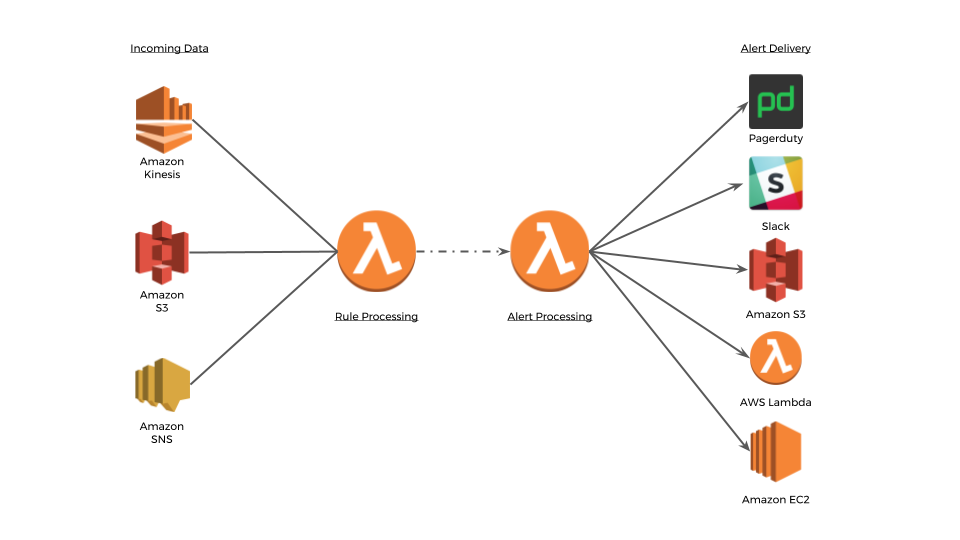 Incoming Data
Alert Delivery
pd
Pagerduty
Amazon
Kinesis
S
Slack
Amazon
S3
Rule Processing
Alert Processing
Amazon S3
AWS Lambda
Amazon
SNS
Amazon EC2